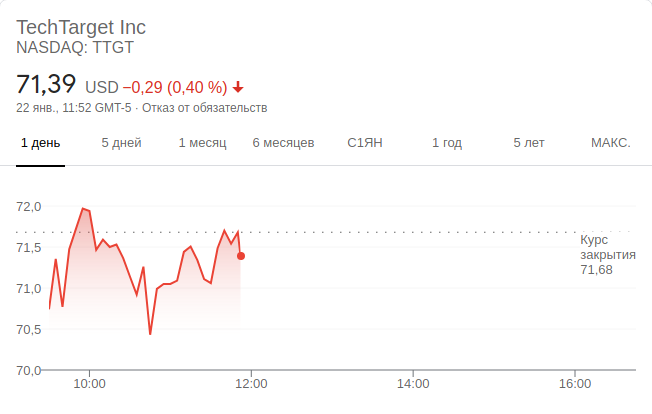 TechTarget Inc
NASDAQ: TTGT
71,39 USD −0,29 (0,40 %)
22 янв., 11:52 GMT-5 · Отказ от обязательств
1 день 5 дней 1 месяц 6 месяцев С1ЯН 1 год 5 лет МАКС.
72,0
71,5
71,0
70,5
70,0
Курс
закрытия
71,68
10:00 12:00 14:00 16:00